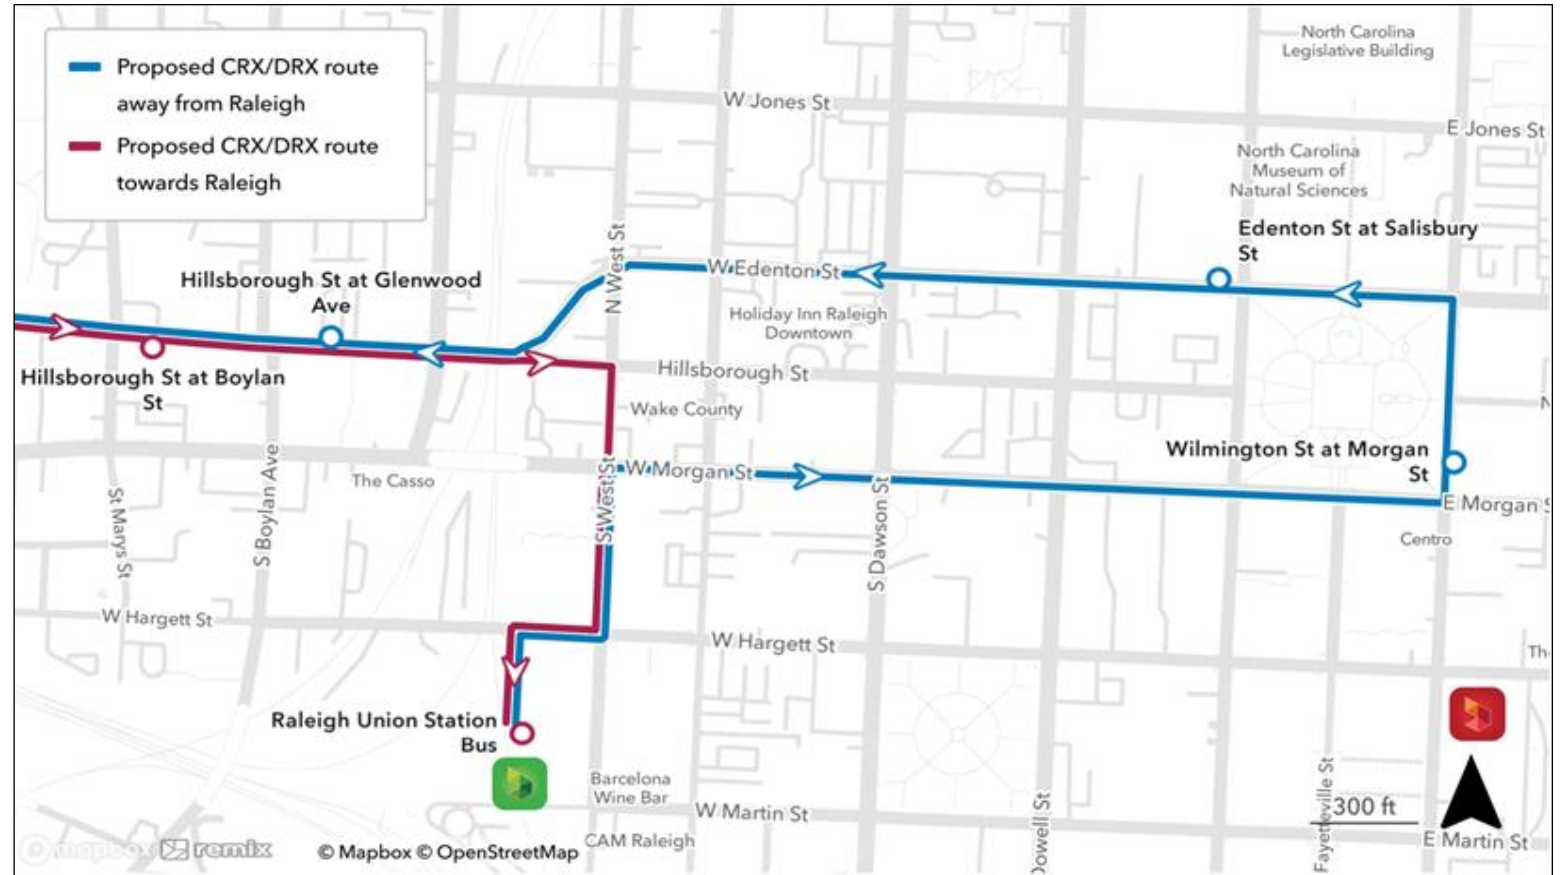 Proposed CRX/DRX route
away from Raleigh
Proposed CRX/DRX route
towards Raleigh
North Carolina
Legislative Building
W Jones St
E Jones St
North Carolina
Museum of
Natural Sciences
Edenton St at Salisbury
St
N West St
W Edenton St
Hillsborough St at Glenwood
Ave
Holiday Inn Raleigh
Downtown
Hillsborough St at Boylan
St
Hillsborough St
Wake County
Wilmington St at Morgan
St
W Morgan St
E Morgan S
The Casso
S West St
S Boylan Ave
St Marys St
S Dawson St
Centro
W Hargett St
W Hargett St
Th
Raleigh Union Station
Bus
Barcelona
Wine Bar
W Martin St
CAM Raleigh
owell St
Fayetteville St
300 ft
E Martin St
mapbox remix
© Mapbox © OpenStreetMap